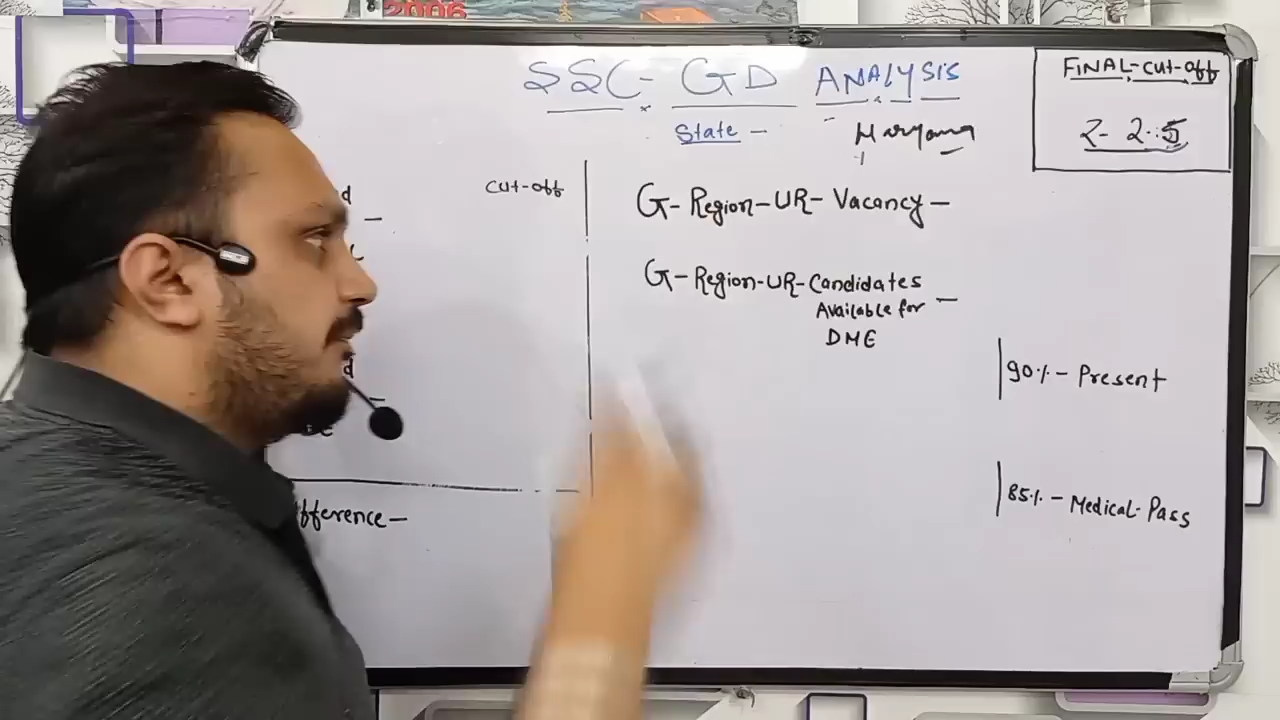 2006
SSC- GD ANALYSIS
State - Haryana
FINAL-cut-off
2- 2.5
cut-off
G- Region-UR- Vacancy -
G-Region-UR-Candidates
Available for -
DME
90%- Present
85% - Medical-Pass
fference-